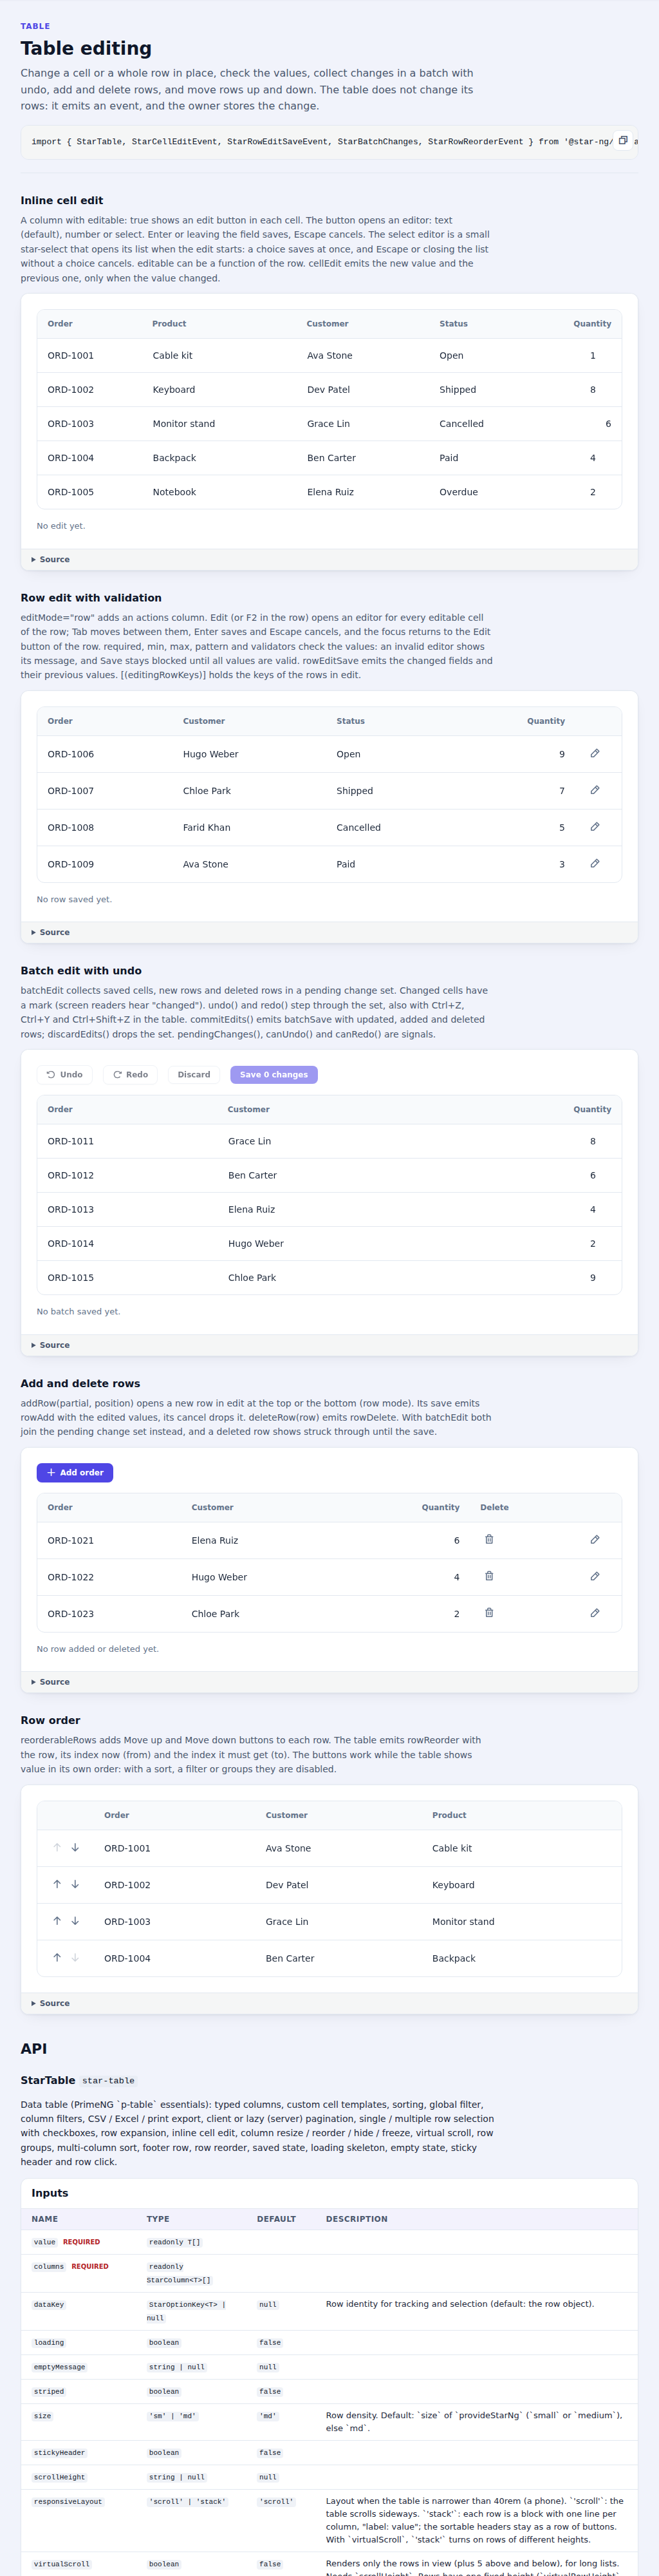 TABLE
Table editing
Change a cell or a whole row in place, check the values, collect changes in a batch with
undo, add and delete rows, and move rows up and down. The table does not change its
rows: it emits an event, and the owner stores the change.
import { StarTable, StarCellEditEvent, StarRowEditSaveEvent, StarBatchChanges, StarRowReorderEvent } from '@star-ng/
Inline cell edit
A column with editable: true shows an edit button in each cell. The button opens an editor: text
(default), number or select. Enter or leaving the field saves, Escape cancels. The select editor is a small
star-select that opens its list when the edit starts: a choice saves at once, and Escape or closing the list
without a choice cancels. editable can be a function of the row. cellEdit emits the new value and the
previous one, only when the value changed.
Order Product Customer Status Quantity
ORD-1001 Cable kit Ava Stone Open 1
ORD-1002 Keyboard Dev Patel Shipped 8
ORD-1003 Monitor stand Grace Lin Cancelled 6
ORD-1004 Backpack Ben Carter Paid 4
ORD-1005 Notebook Elena Ruiz Overdue 2
No edit yet.
Source
Row edit with validation
editMode="row" adds an actions column. Edit (or F2 in the row) opens an editor for every editable cell
of the row; Tab moves between them, Enter saves and Escape cancels, and the focus returns to the Edit
button of the row. required, min, max, pattern and validators check the values: an invalid editor shows
its message, and Save stays blocked until all values are valid. rowEditSave emits the changed fields and
their previous values. [(editingRowKeys)] holds the keys of the rows in edit.
Order Customer Status Quantity
ORD-1006 Hugo Weber Open 9
ORD-1007 Chloe Park Shipped 7
ORD-1008 Farid Khan Cancelled 5
ORD-1009 Ava Stone Paid 3
No row saved yet.
Source
Batch edit with undo
batchEdit collects saved cells, new rows and deleted rows in a pending change set. Changed cells have
a mark (screen readers hear "changed"). undo() and redo() step through the set, also with Ctrl+Z,
Ctrl+Y and Ctrl+Shift+Z in the table. commitEdits() emits batchSave with updated, added and deleted
rows; discardEdits() drops the set. pendingChanges(), canUndo() and canRedo() are signals.
Undo Redo Discard Save 0 changes
Order Customer Quantity
ORD-1011 Grace Lin 8
ORD-1012 Ben Carter 6
ORD-1013 Elena Ruiz 4
ORD-1014 Hugo Weber 2
ORD-1015 Chloe Park 9
No batch saved yet.
Source
Add and delete rows
addRow(partial, position) opens a new row in edit at the top or the bottom (row mode). Its save emits
rowAdd with the edited values, its cancel drops it. deleteRow(row) emits rowDelete. With batchEdit both
join the pending change set instead, and a deleted row shows struck through until the save.
Add order
Order Customer Quantity Delete
ORD-1021 Elena Ruiz 6
ORD-1022 Hugo Weber 4
ORD-1023 Chloe Park 2
No row added or deleted yet.
Source
Row order
reorderableRows adds Move up and Move down buttons to each row. The table emits rowReorder with
the row, its index now (from) and the index it must get (to). The buttons work while the table shows
value in its own order: with a sort, a filter or groups they are disabled.
Order Customer Product
ORD-1001 Ava Stone Cable kit
ORD-1002 Dev Patel Keyboard
ORD-1003 Grace Lin Monitor stand
ORD-1004 Ben Carter Backpack
Source
API
StarTable star-table
Data table (PrimeNG `p-table` essentials): typed columns, custom cell templates, sorting, global filter,
column filters, CSV / Excel / print export, client or lazy (server) pagination, single / multiple row selection
with checkboxes, row expansion, inline cell edit, column resize / reorder / hide / freeze, virtual scroll, row
groups, multi-column sort, footer row, row reorder, saved state, loading skeleton, empty state, sticky
header and row click.
Inputs
NAME TYPE DEFAULT DESCRIPTION
value REQUIRED readonly T[]
columns REQUIRED readonly
StarColumn<T>[]
dataKey StarOptionKey<T> | null Row identity for tracking and selection (default: the row object).
null
loading boolean false
emptyMessage string | null null
striped boolean false
size 'sm' | 'md' 'md' Row density. Default: `size` of `provideStarNg` (`small` or `medium`),
else `md`.
stickyHeader boolean false
scrollHeight string | null null
responsiveLayout 'scroll' | 'stack' 'scroll' Layout when the table is narrower than 40rem (a phone). `'scroll'`: the
table scrolls sideways. `'stack'`: each row is a block with one line per
column, "label: value"; the sortable headers stay as a row of buttons.
With `virtualScroll`, `'stack'` turns on rows of different heights.
virtualScroll boolean false Renders only the rows in view (plus 5 above and below), for long lists.